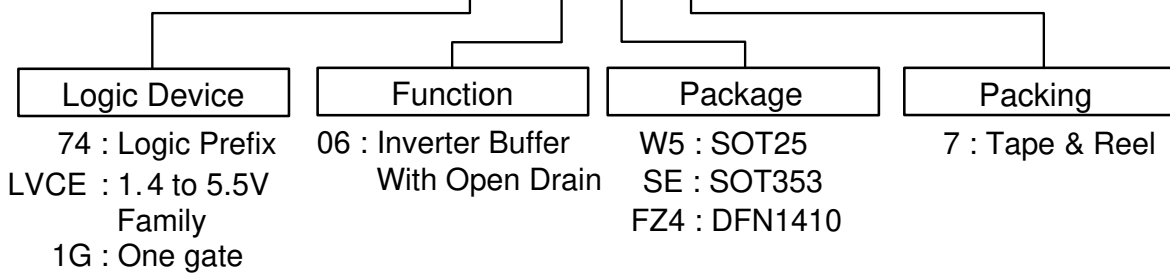 Logic Device
74 : Logic Prefix
LVCE : 1.4 to 5.5V
Family
1G : One gate
Function
06 : Inverter Buffer
With Open Drain
Package
W5 : SOT25
SE : SOT353
FZ4 : DFN1410
Packing
7 : Tape & Reel